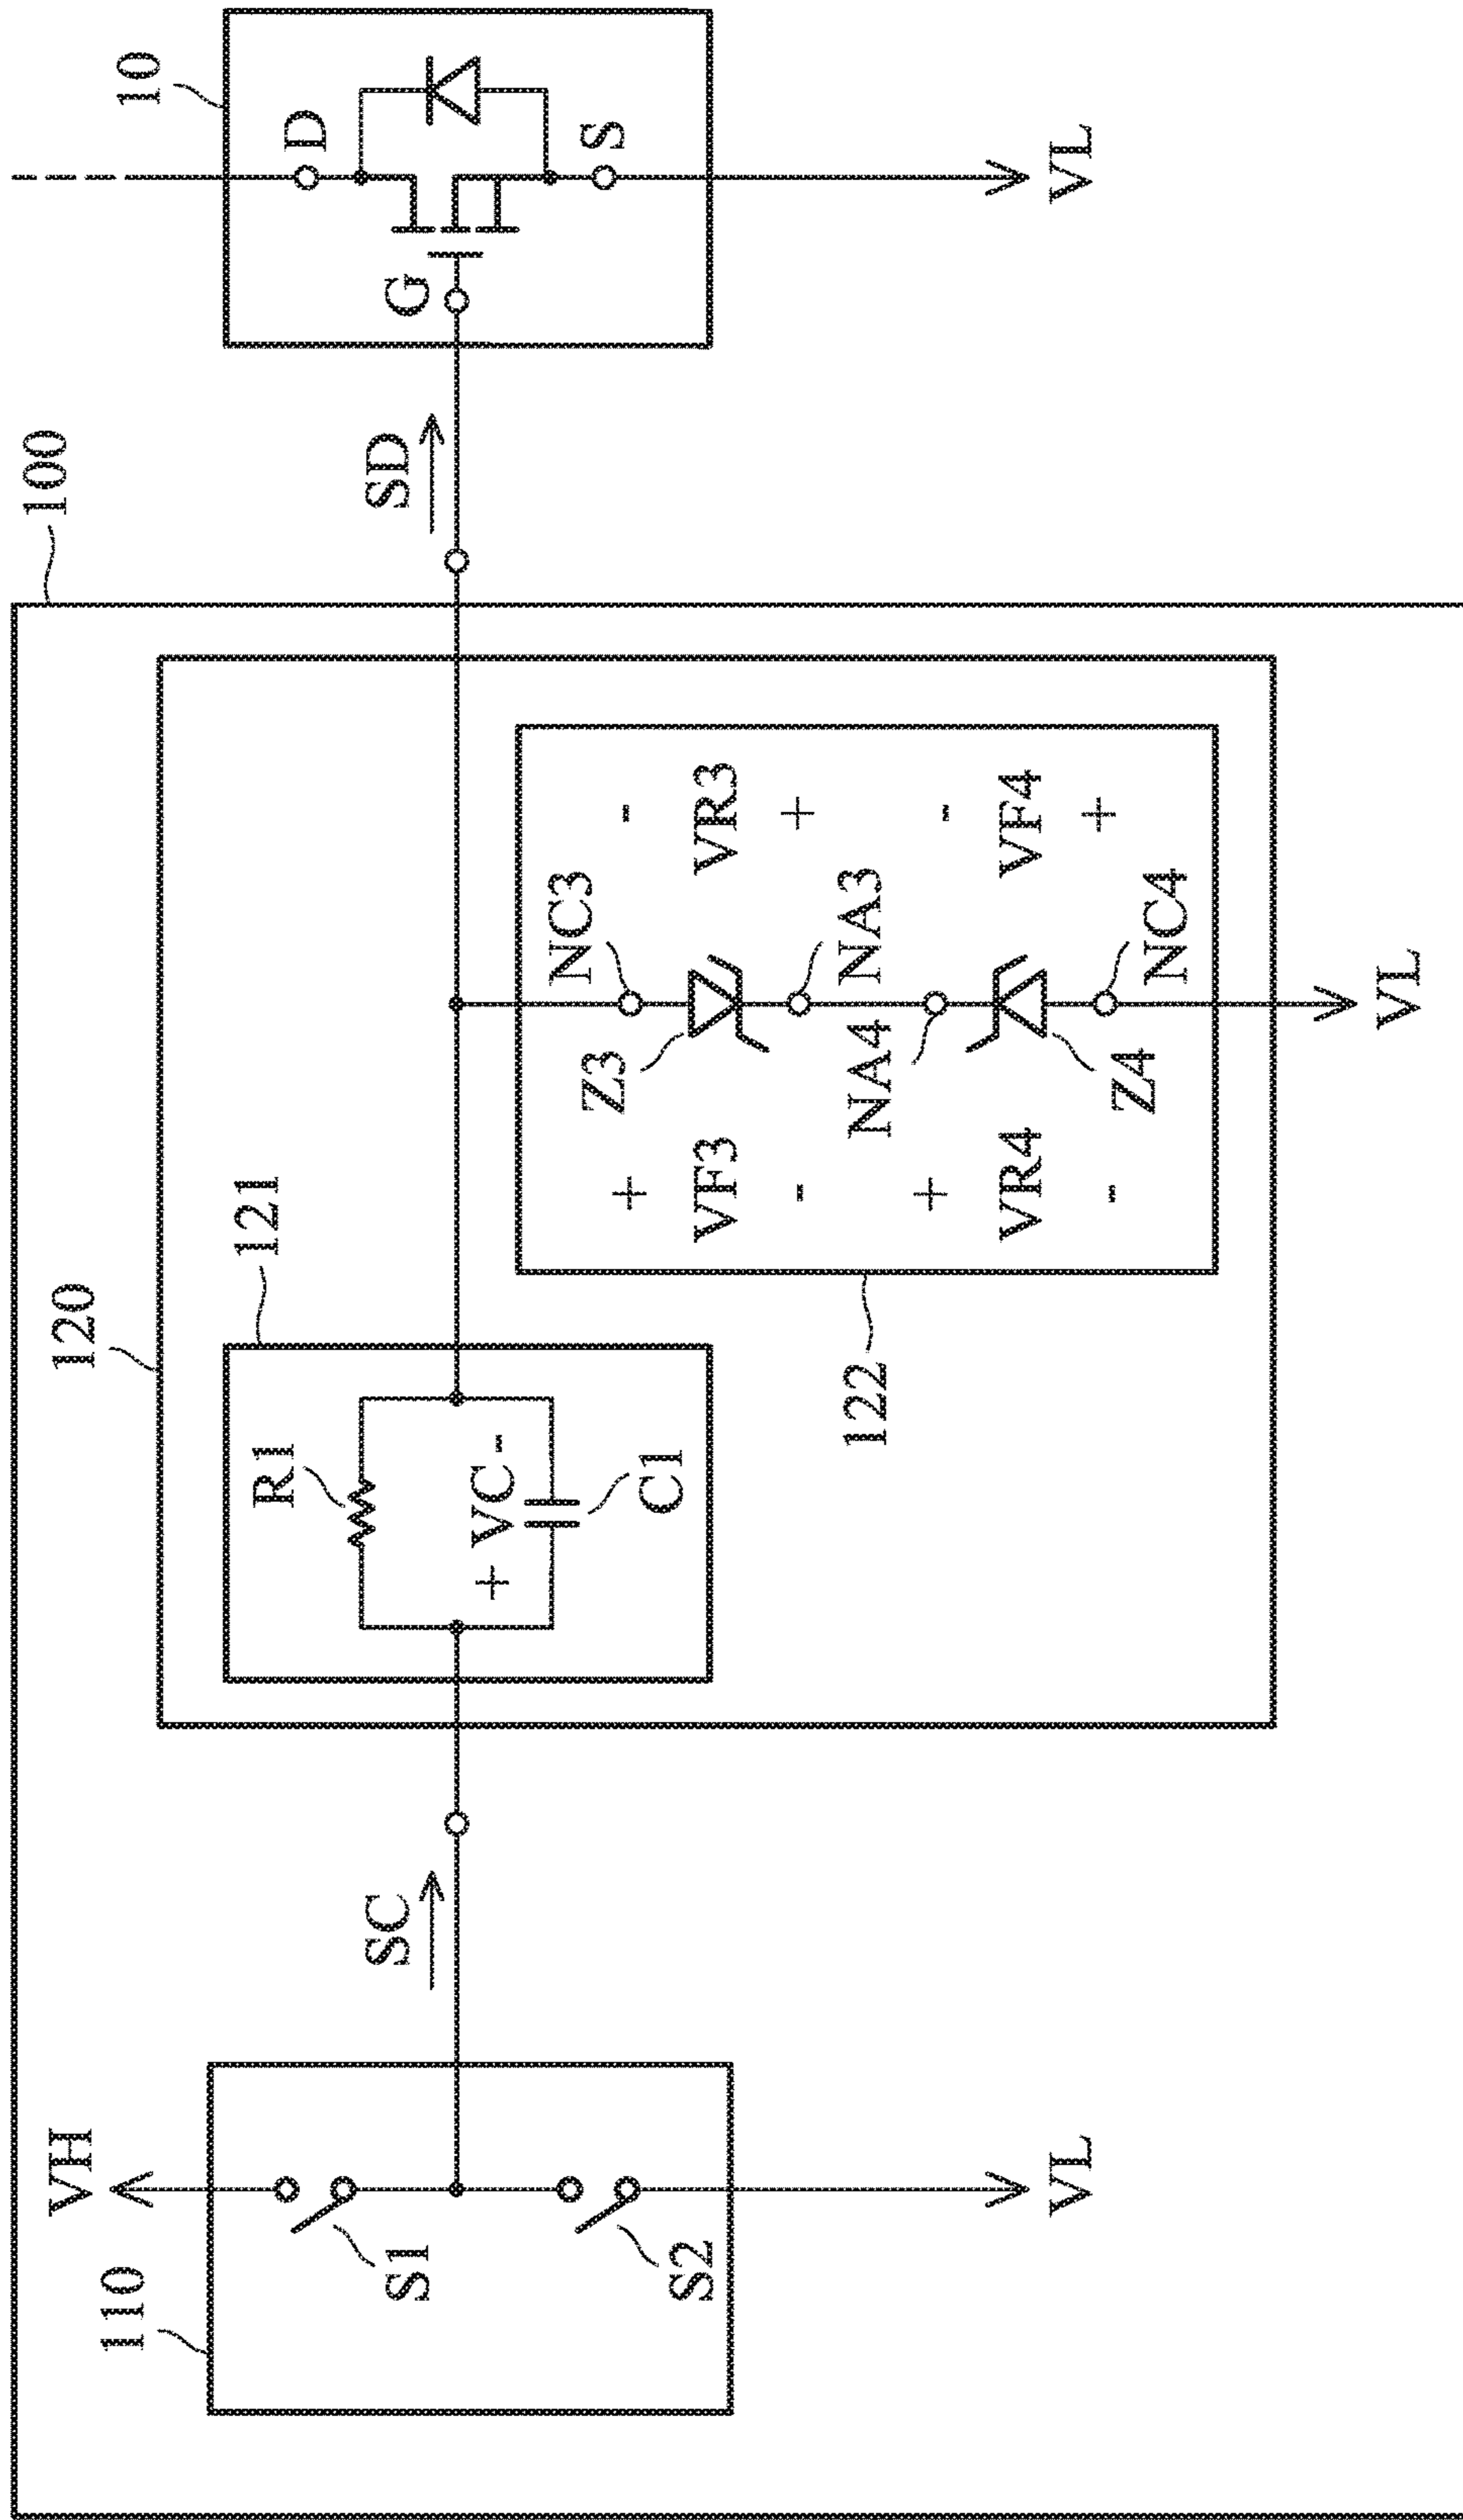 100
110
VH
S1
S2
VL
SC
120
121
R1
+ VC -
C1
122
+
VF3
-
+
VR4
-
Z3
NA4
Z4
NC3
NA3
NC4
-
VR3
+
-
VF4
+
VL
SD
10
G
D
S
VL